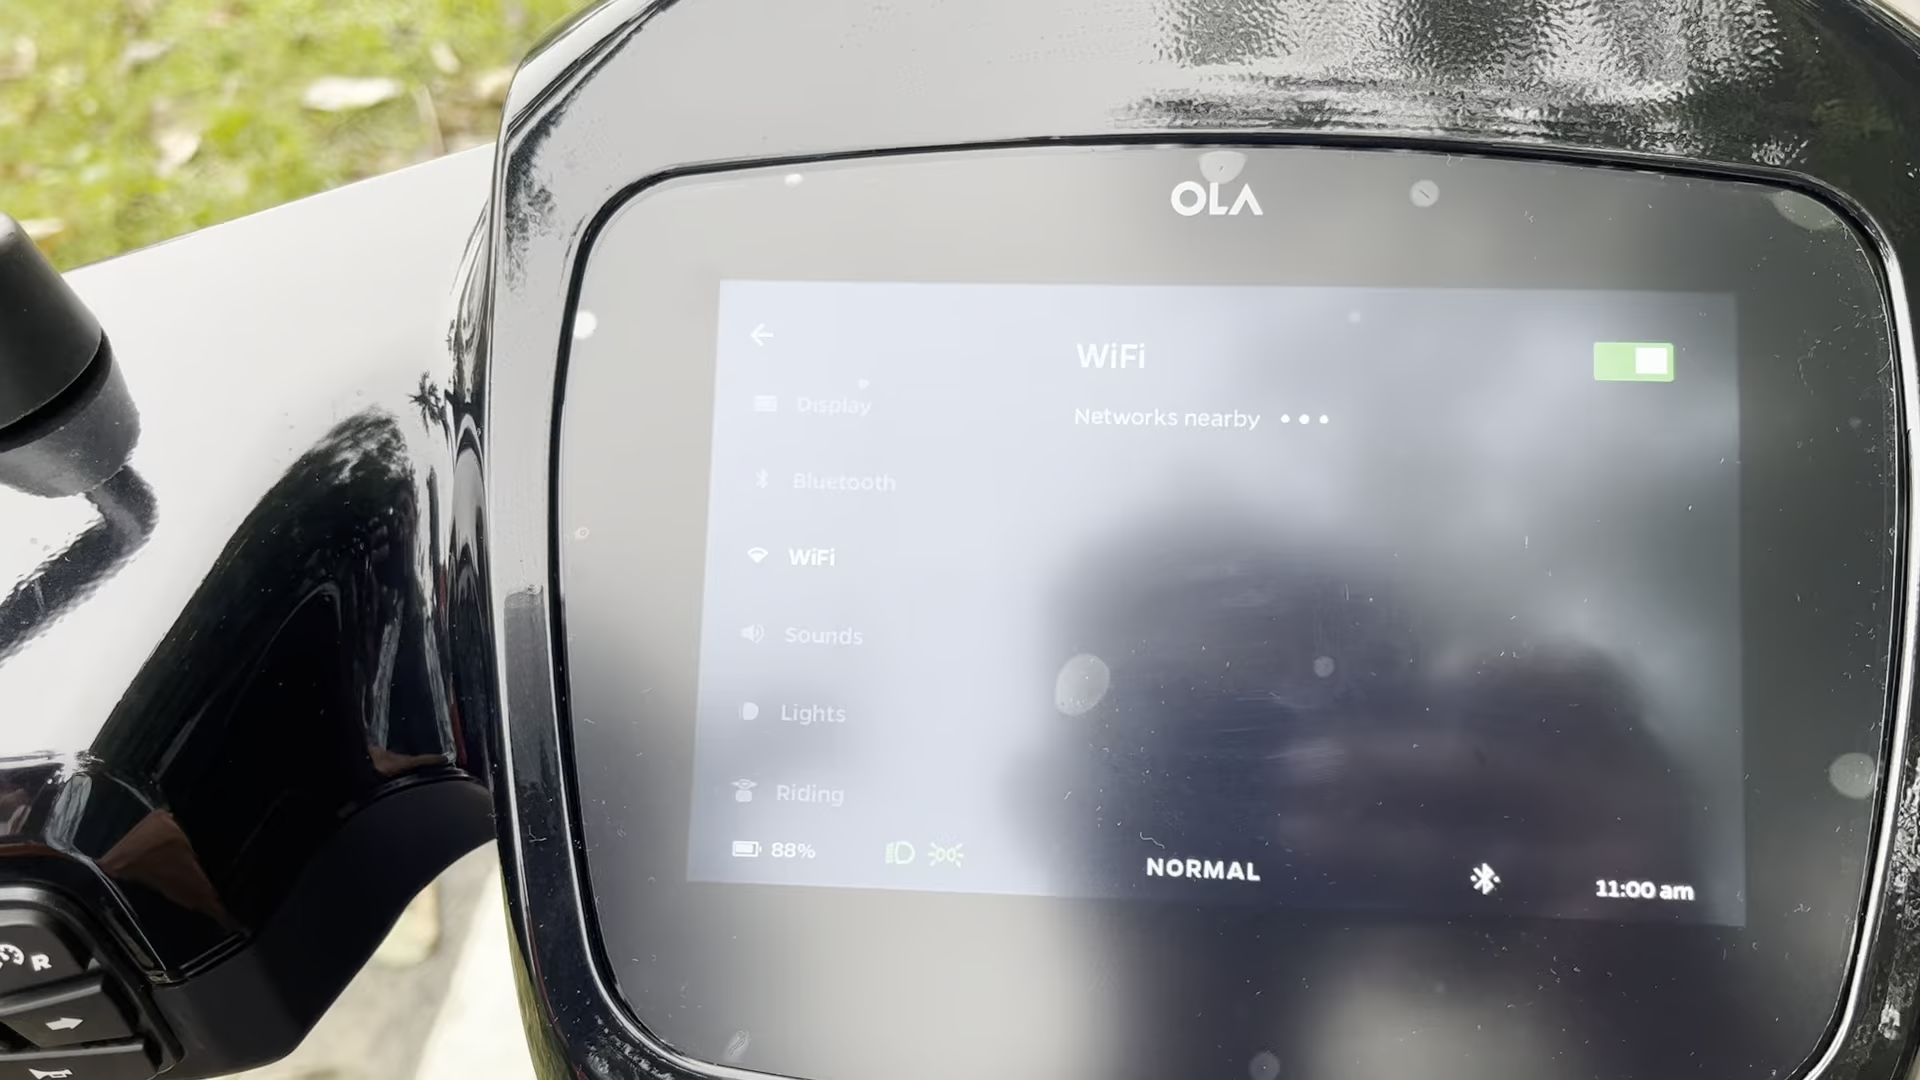 OLA
WiFi
Networks nearby
Display
Bluetooth
WiFi
Sounds
Lights
Riding
88%
NORMAL
11:00 am
R